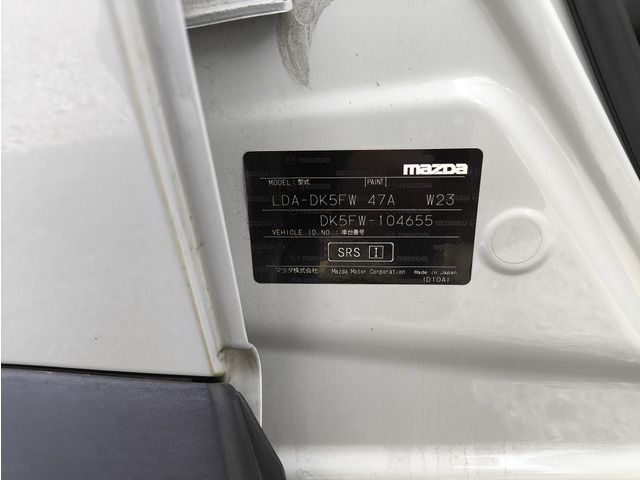 mazda
MODEL: 型式 PAINT
LDA-DK5FW 47A W23
DK5FW-104655
VEHICLE ID.NO.: 車台番号
SRS I
マツダ株式会社 Mazda Motor Corporation Made in Japan
(D10A)